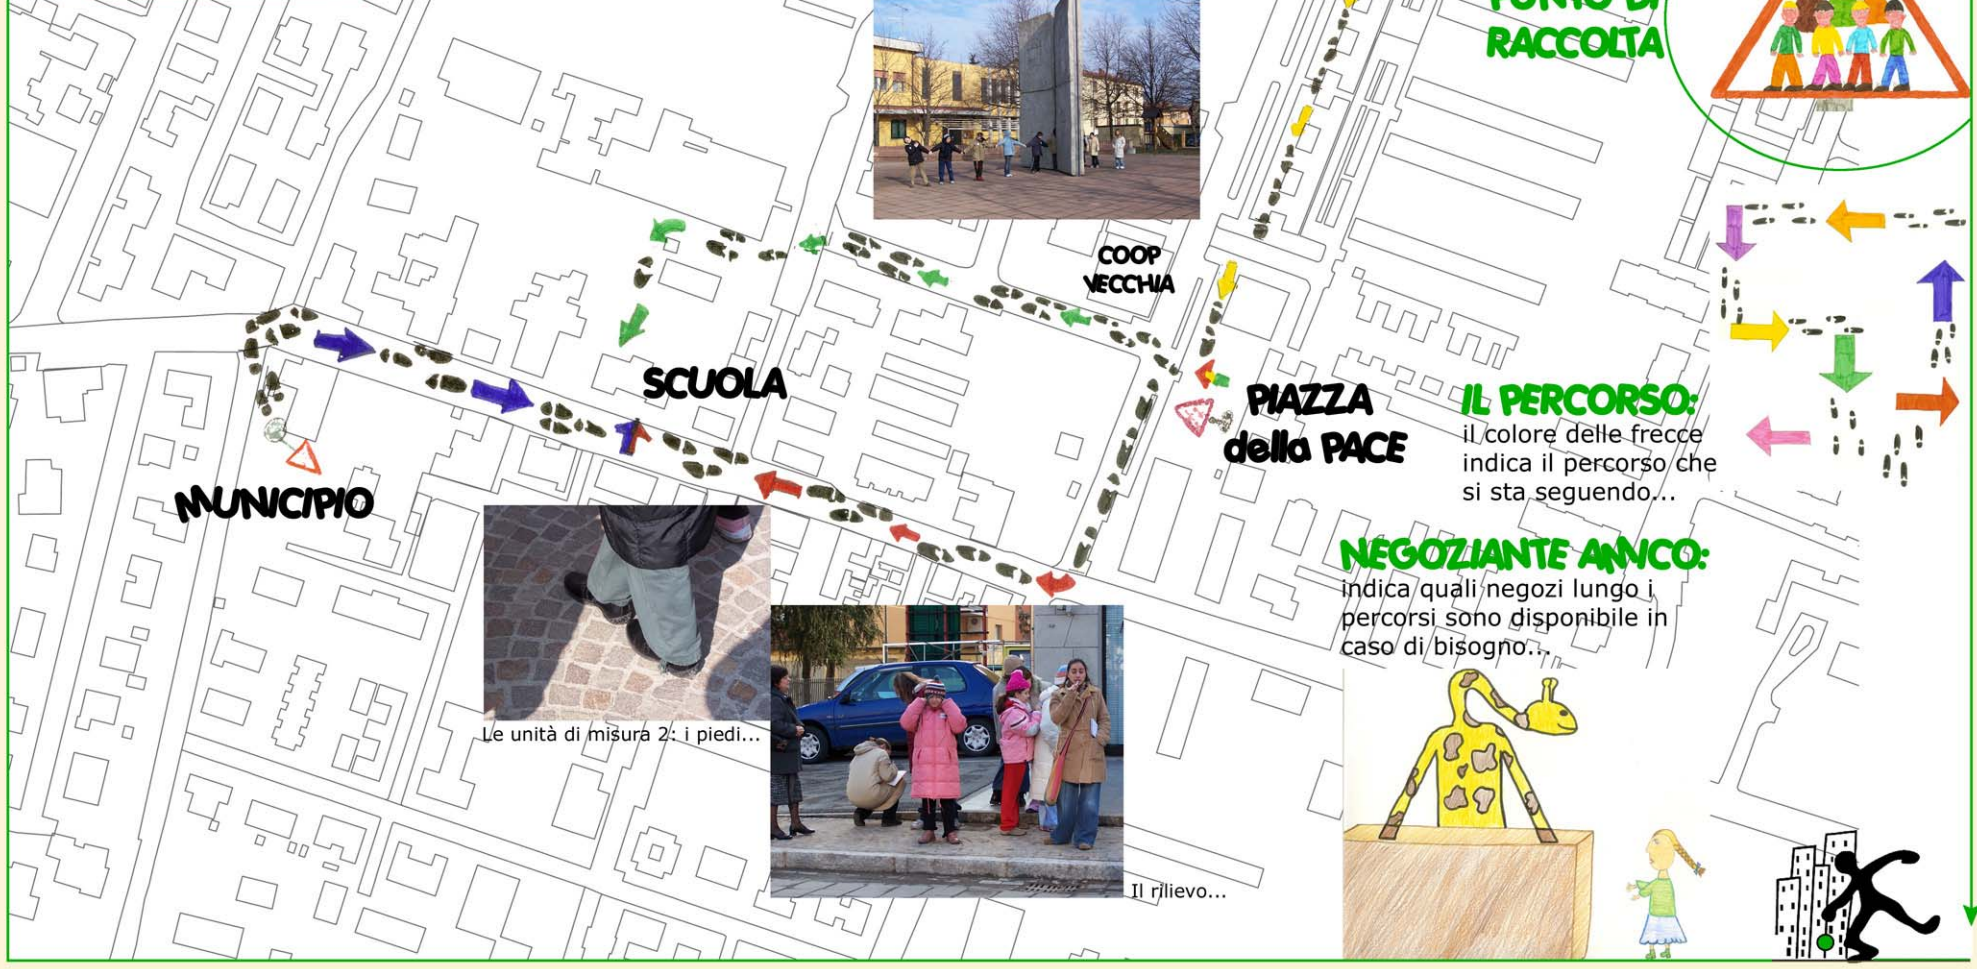 PUNTO DI
RACCOLTA
COOP
VECCHIA
SCUOLA
PIAZZA
della PACE
MUNICIPIO
IL PERCORSO:
il colore delle frecce
indica il percorso che
si sta seguendo...
NEGOZIANTE AMICO:
indica quali negozi lungo i
percorsi sono disponibile in
caso di bisogno...
Le unità di misura 2: i piedi...
Il rilievo...